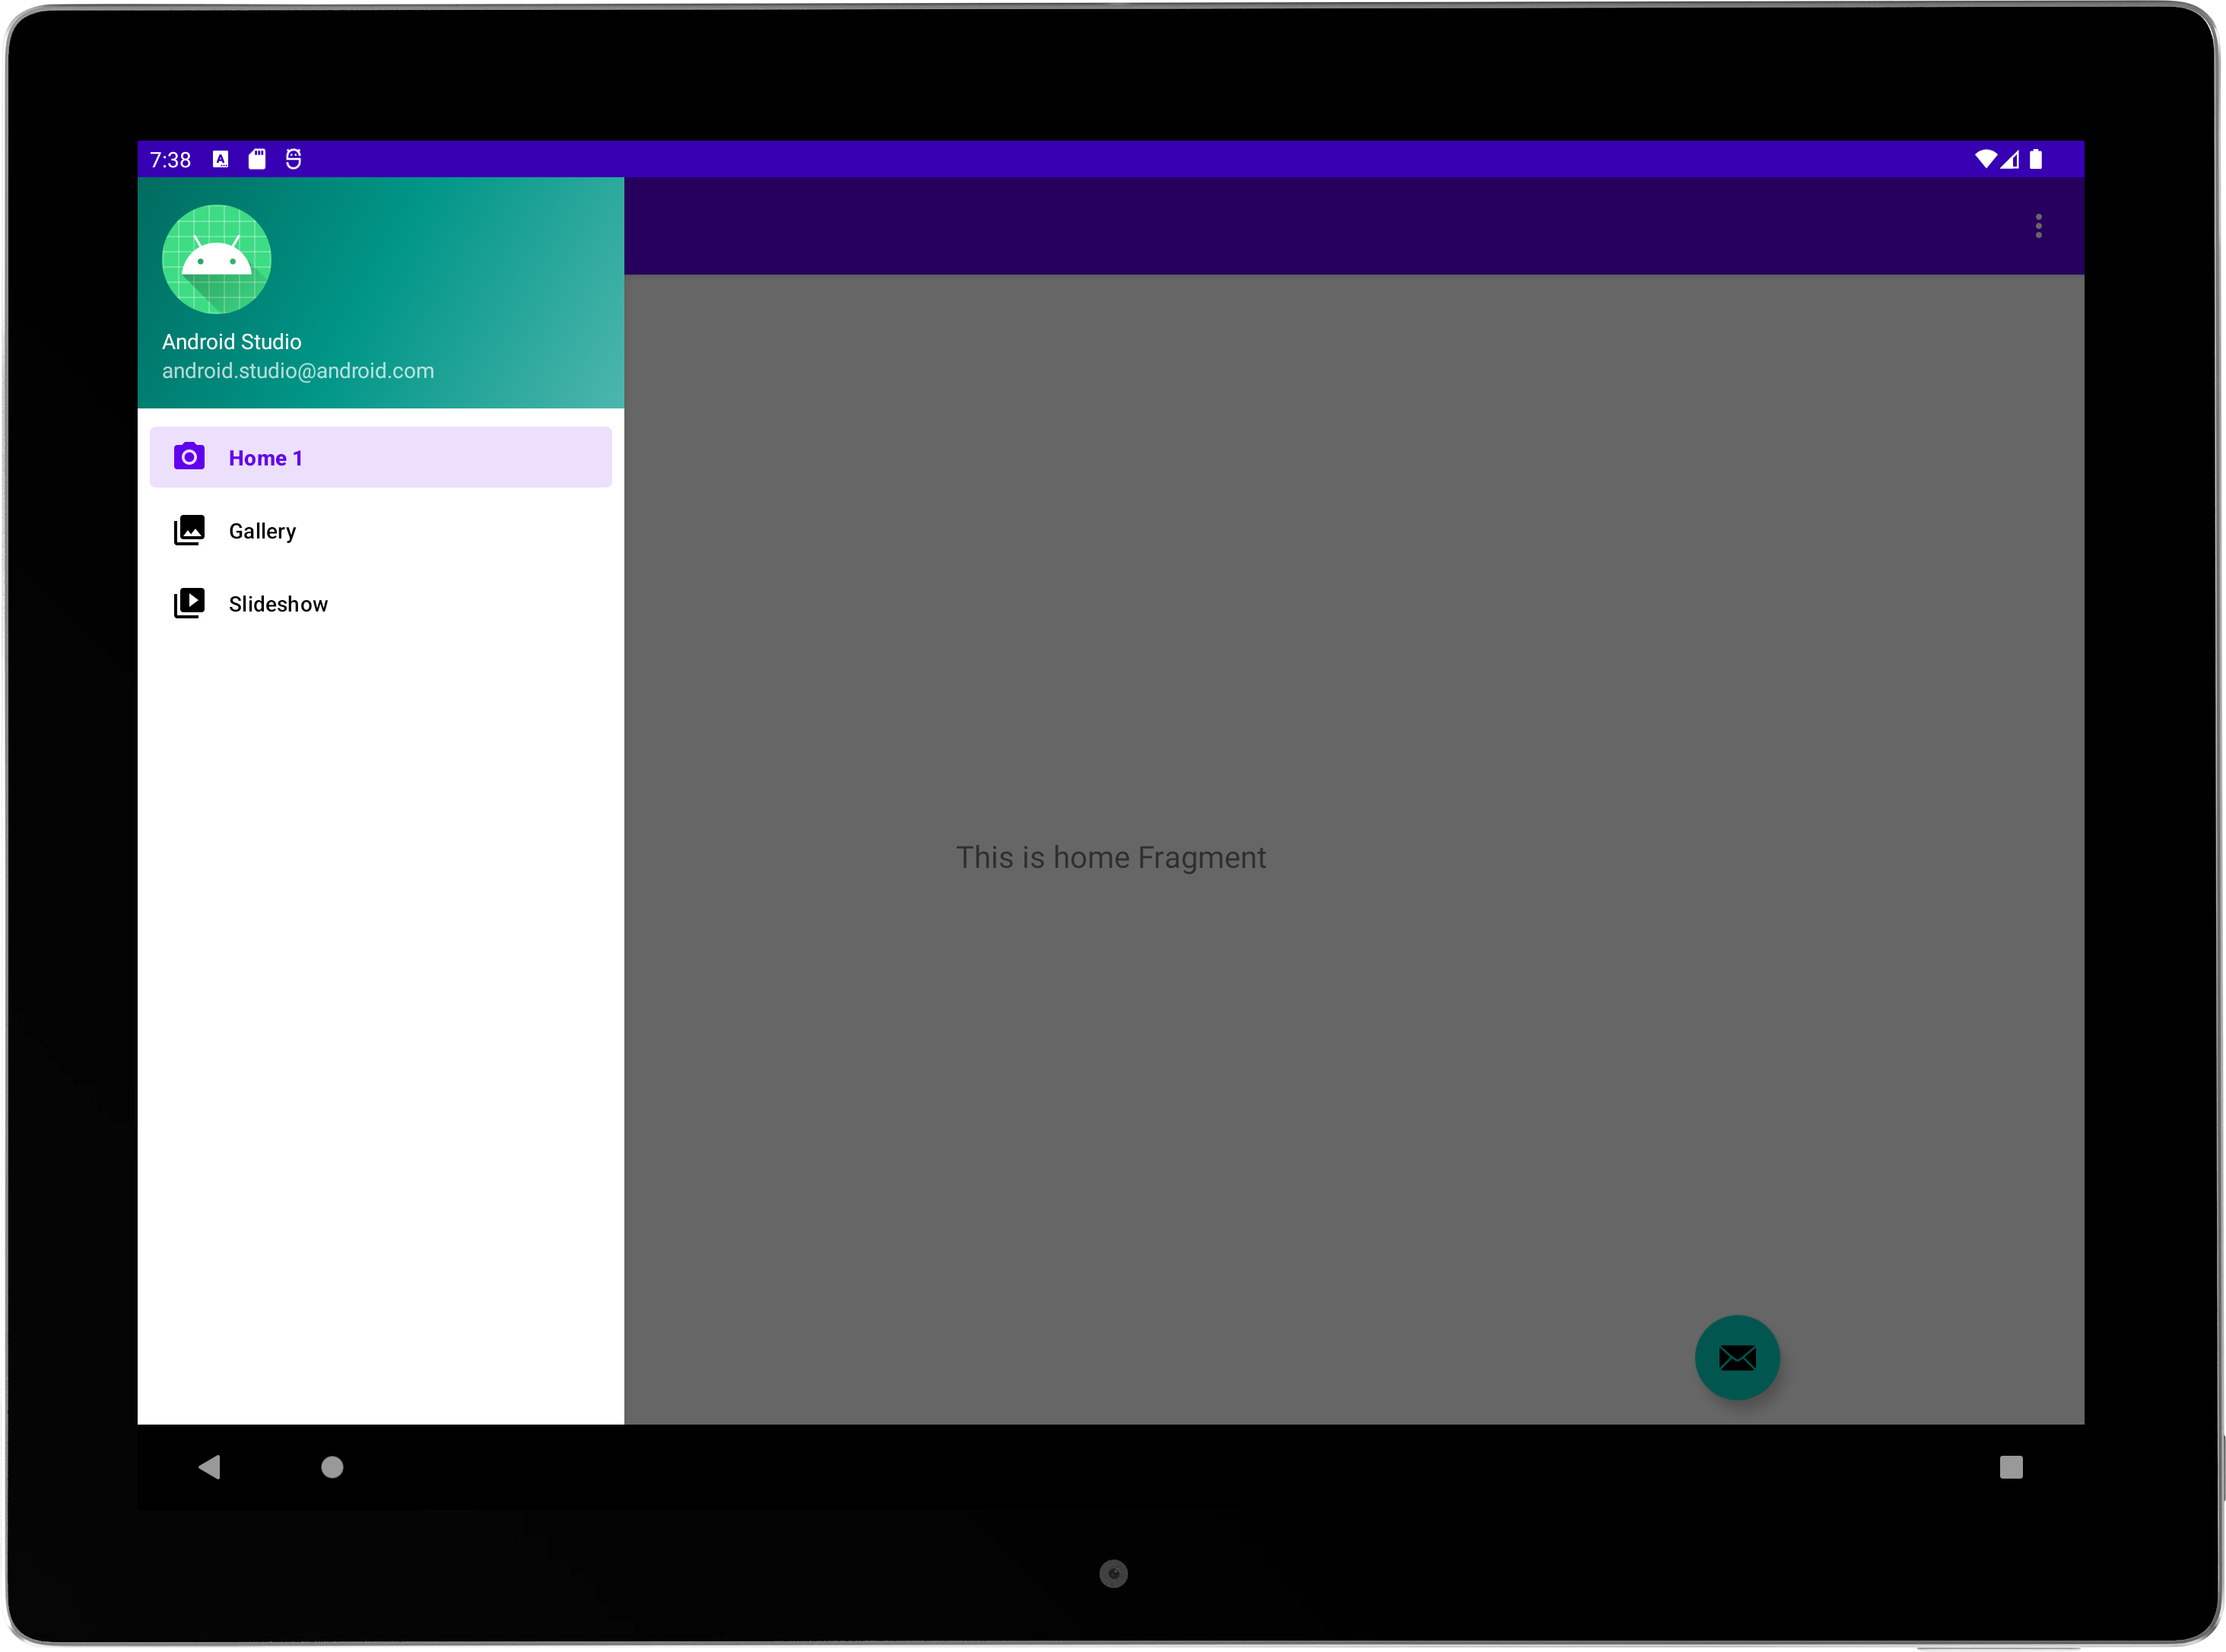 7:38
Android Studio
android.studio@android.com
Home 1
Gallery
Slideshow
This is home Fragment